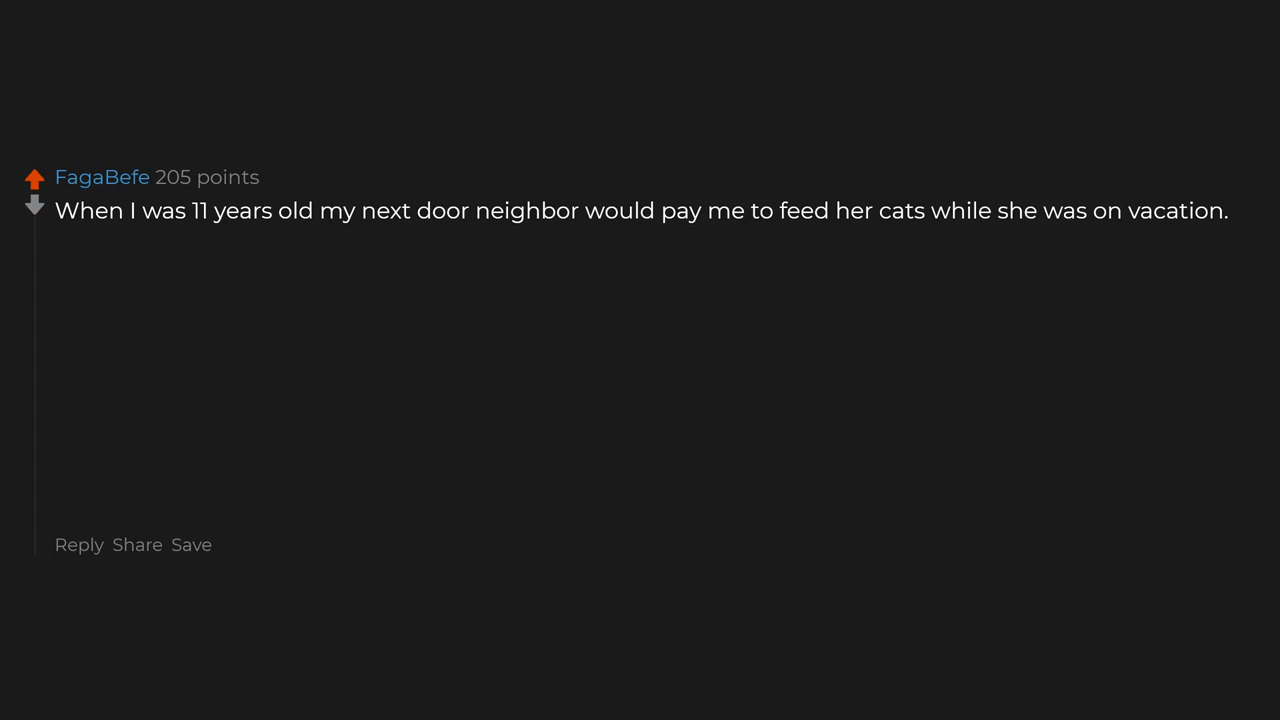 FagaBefe 205 points
When I was 11 years old my next door neighbor would pay me to feed her cats while she was on vacation.
Reply Share Save